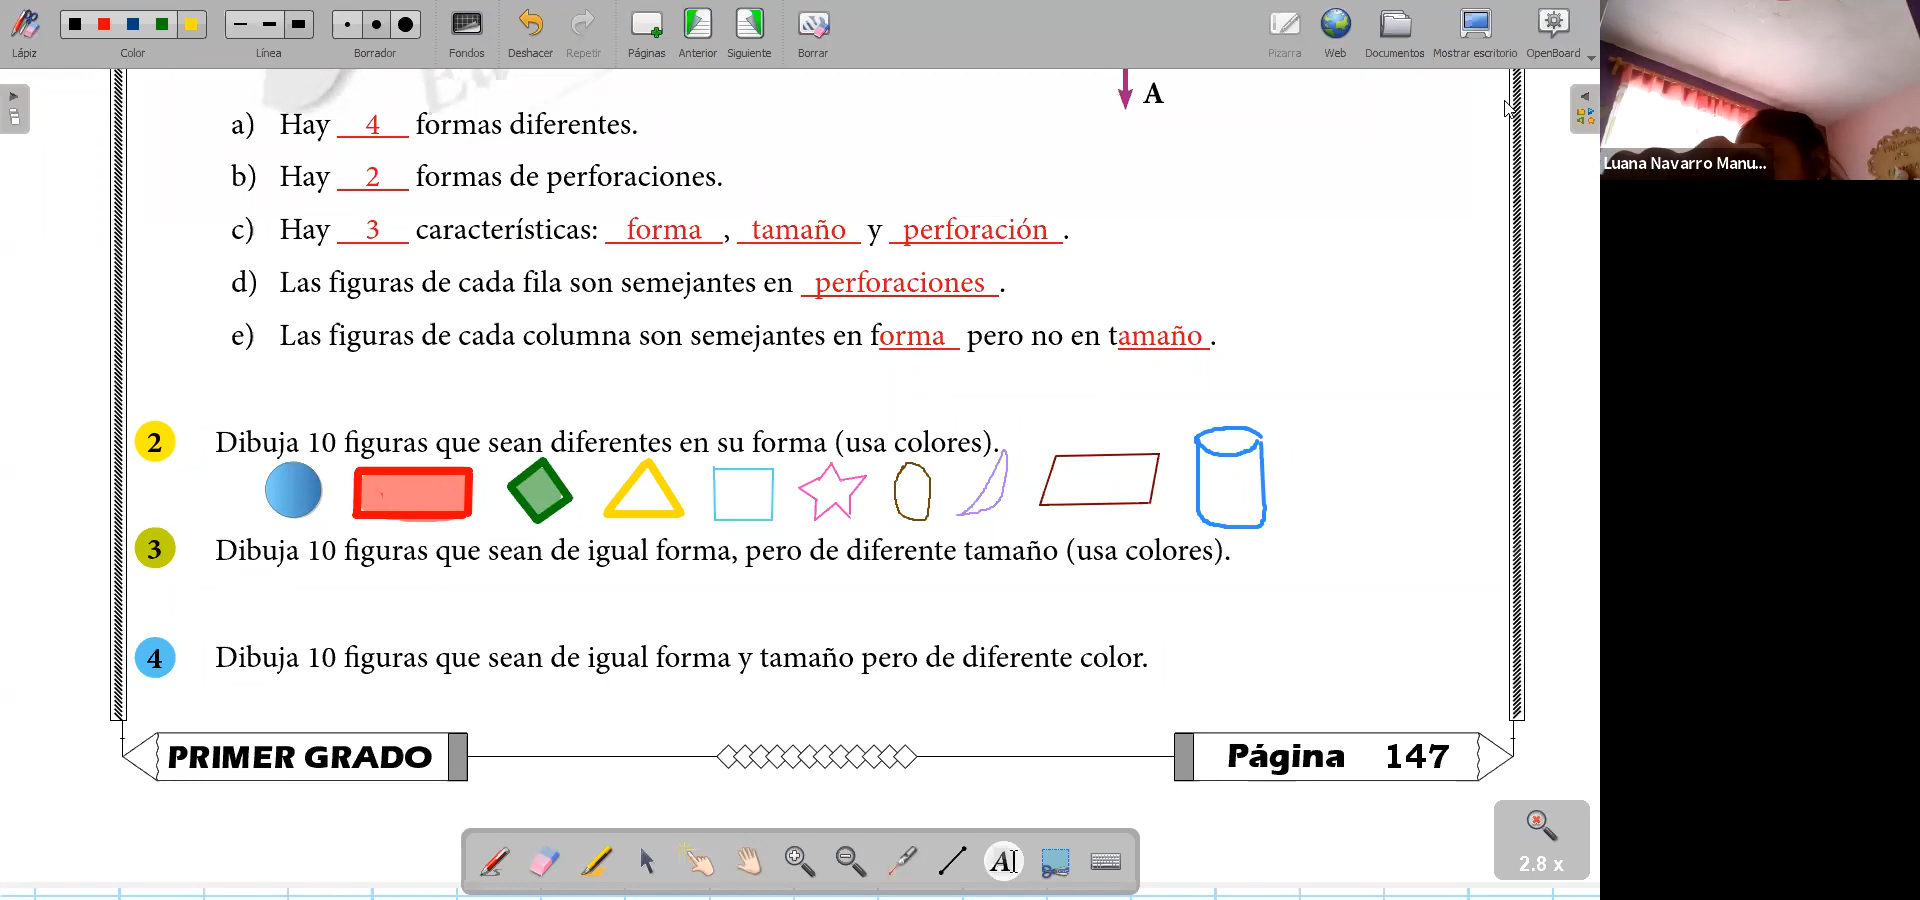 Lápiz
Color
Línea
Borrador
Fondos
Deshacer
Repetir
Páginas
Anterior
Siguiente
Borrar
Pizarra
Web
Documentos
Mostrar escritorio
OpenBoard
Luana Navarro Manu...
A
a) Hay 4 formas diferentes.
b) Hay 2 formas de perforaciones.
c) Hay 3 características: forma, tamaño y perforación.
d) Las figuras de cada fila son semejantes en perforaciones.
e) Las figuras de cada columna son semejantes en forma pero no en tamaño.
2 Dibuja 10 figuras que sean diferentes en su forma (usa colores).
3 Dibuja 10 figuras que sean de igual forma, pero de diferente tamaño (usa colores).
4 Dibuja 10 figuras que sean de igual forma y tamaño pero de diferente color.
PRIMER GRADO
Página 147
2.8 x